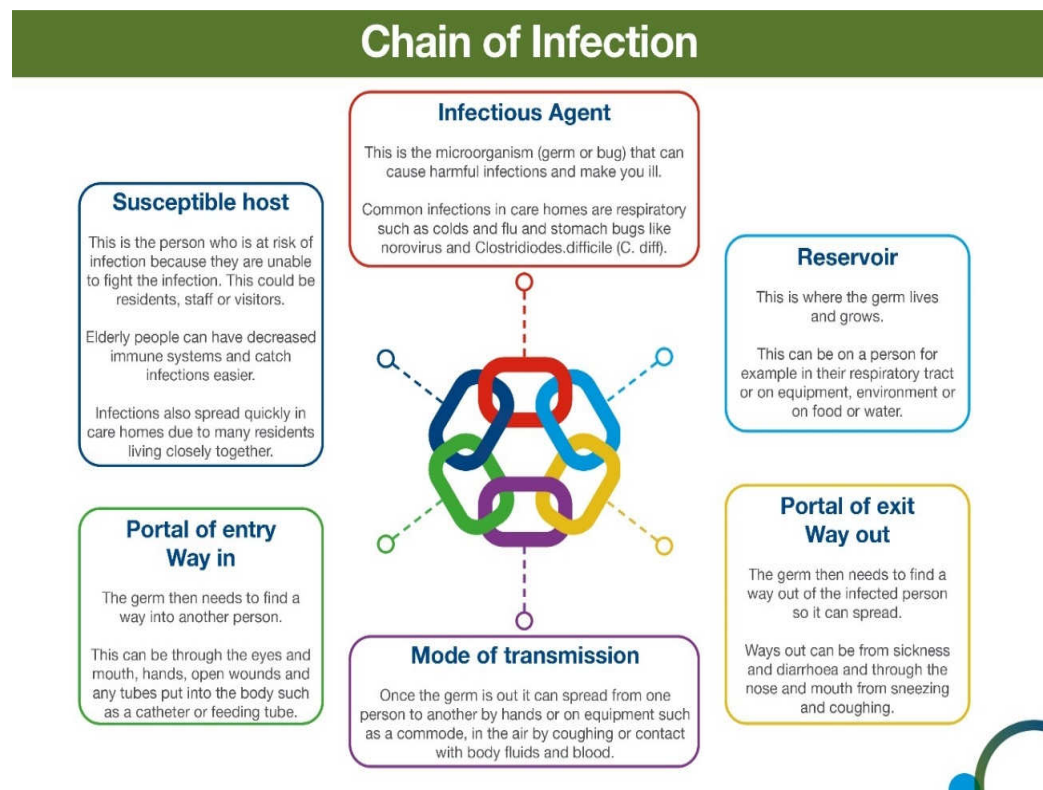 Chain of Infection
Infectious Agent
This is the microorganism (germ or bug) that can
cause harmful infections and make you ill.
Common infections in care homes are respiratory
such as colds and flu and stomach bugs like
norovirus and Clostridiodes.difficile (C. diff).
Reservoir
This is where the germ lives
and grows.
This can be on a person for
example in their respiratory tract
or on equipment, environment or
on food or water.
Portal of exit
Way out
The germ then needs to find a
way out of the infected person
so it can spread.
Ways out can be from sickness
and diarrhoea and through the
nose and mouth from sneezing
and coughing.
Mode of transmission
Once the germ is out it can spread from one
person to another by hands or on equipment such
as a commode, in the air by coughing or contact
with body fluids and blood.
Portal of entry
Way in
The germ then needs to find a
way into another person.
This can be through the eyes and
mouth, hands, open wounds and
any tubes put into the body such
as a catheter or feeding tube.
Susceptible host
This is the person who is at risk of
infection because they are unable
to fight the infection. This could be
residents, staff or visitors.
Elderly people can have decreased
immune systems and catch
infections easier.
Infections also spread quickly in
care homes due to many residents
living closely together.